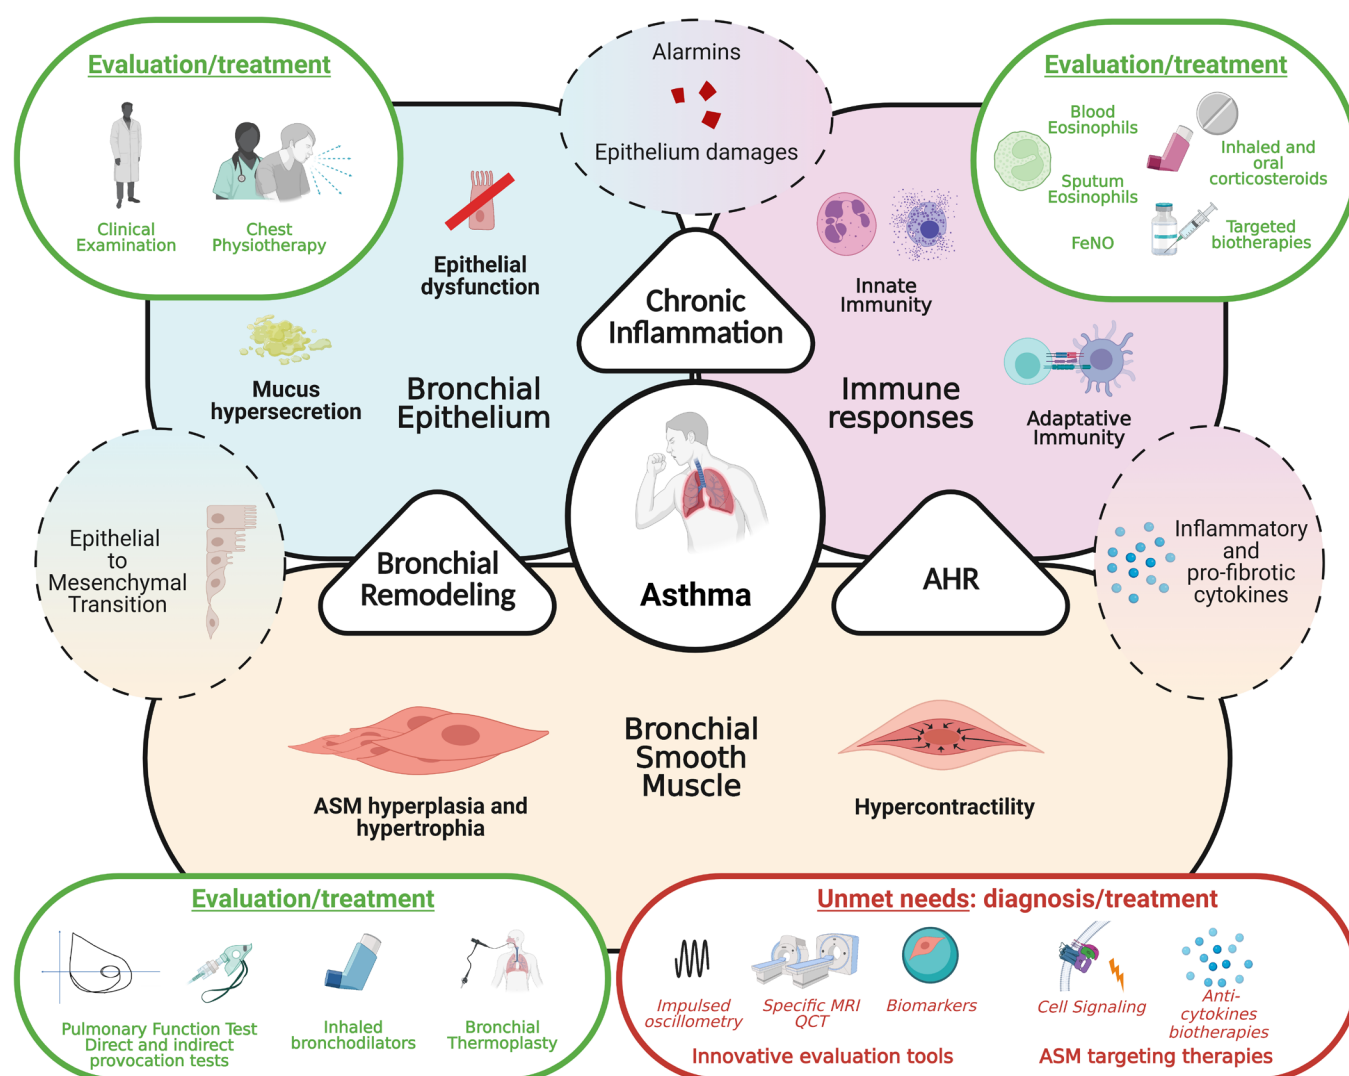 Evaluation/treatment
Clinical
Examination
Chest
Physiotherapy
Alarmins
Epithelium damages
Evaluation/treatment
Blood
Eosinophils
Sputum
Eosinophils
FeNO
Inhaled and
oral
corticosteroids
Targeted
biotherapies
Epithelial
dysfunction
Mucus
hypersecretion
Bronchial
Epithelium
Chronic
Inflammation
Innate
Immunity
Immune
responses
Adaptative
Immunity
Epithelial
to
Mesenchymal
Transition
Bronchial
Remodeling
Asthma
AHR
Inflammatory
and
pro-fibrotic
cytokines
ASM hyperplasia and
hypertrophia
Bronchial
Smooth
Muscle
Hypercontractility
Evaluation/treatment
Pulmonary Function Test
Direct and indirect
provocation tests
Inhaled
bronchodilators
Bronchial
Thermoplasty
Unmet needs: diagnosis/treatment
Impulsed
oscillometry
Specific MRI
QCT
Biomarkers
Innovative evaluation tools
Cell Signaling
Anti-
cytokines
biotherapies
ASM targeting therapies